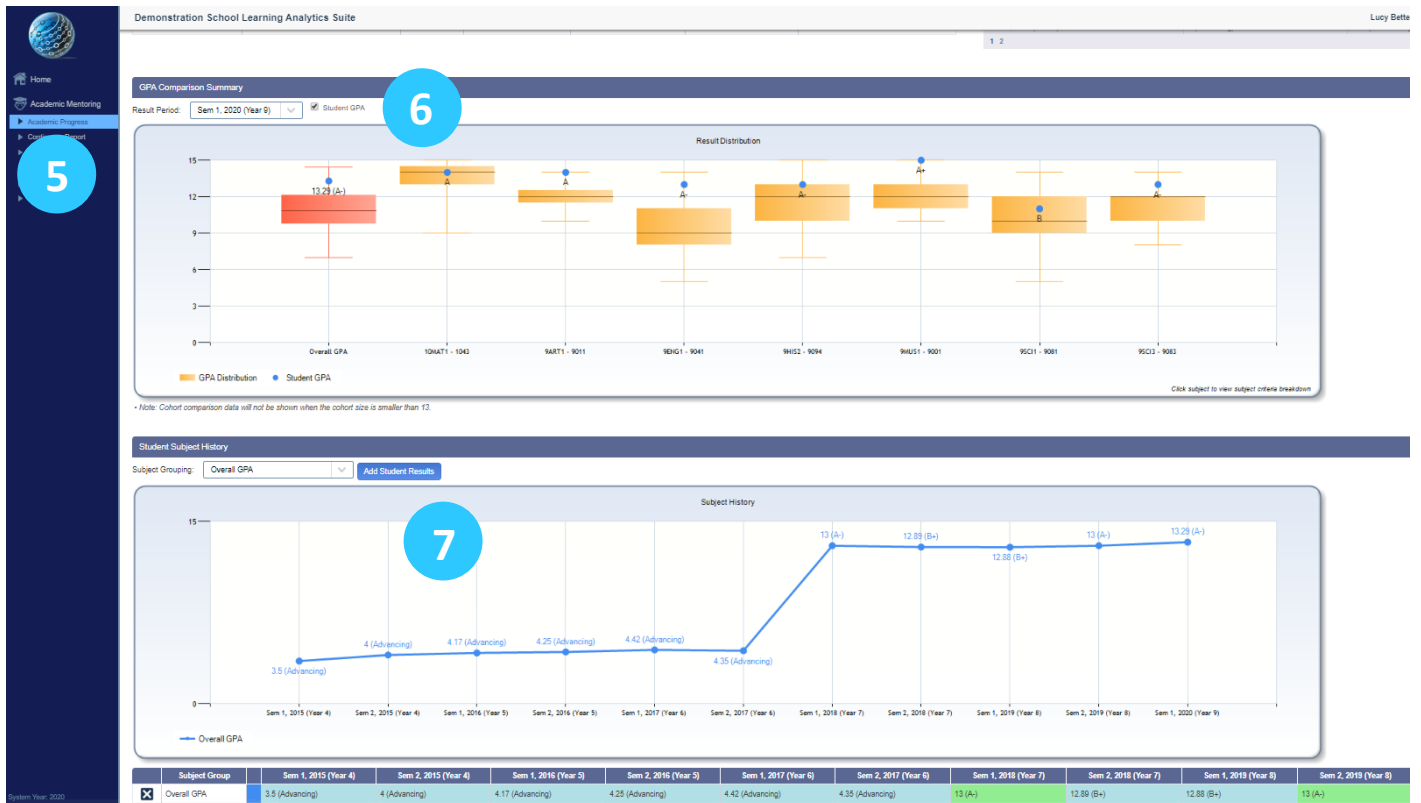 Demonstration School Learning Analytics Suite
Lucy Bette
1 2
Home
Academic Mentoring
Academic Progress
5
System Year: 2020
GPA Comparison Summary
Result Period: Sem 1, 2020 (Year 9) Student GPA
6
Result Distribution
15
12
9
6
3
0
13.29 (A-)
A
A
A-
A-
A+
B
A-
Overall GPA
10MAT1 - 1043
9ART1 - 9011
9ENG1 - 9041
9HIS2 - 9094
9MUS1 - 9001
9SCI1 - 9081
9SCI3 - 9083
GPA Distribution Student GPA
Click subject to view subject criteria breakdown
• Note: Cohort comparison data will not be shown when the cohort size is smaller than 13.
Student Subject History
Subject Grouping: Overall GPA Add Student Results
Subject History
7
15
0
3.5 (Advancing)
4 (Advancing)
4.17 (Advancing)
4.25 (Advancing)
4.42 (Advancing)
4.35 (Advancing)
13 (A-)
12.89 (B+)
12.88 (B+)
13 (A-)
13.29 (A-)
Sem 1, 2015 (Year 4) Sem 2, 2015 (Year 4) Sem 1, 2016 (Year 5) Sem 2, 2016 (Year 5) Sem 1, 2017 (Year 6) Sem 2, 2017 (Year 6) Sem 1, 2018 (Year 7) Sem 2, 2018 (Year 7) Sem 1, 2019 (Year 8) Sem 2, 2019 (Year 8) Sem 1, 2020 (Year 9)
Overall GPA
Subject Group Sem 1, 2015 (Year 4) Sem 2, 2015 (Year 4) Sem 1, 2016 (Year 5) Sem 2, 2016 (Year 5) Sem 1, 2017 (Year 6) Sem 2, 2017 (Year 6) Sem 1, 2018 (Year 7) Sem 2, 2018 (Year 7) Sem 1, 2019 (Year 8) Sem 2, 2019 (Year 8)
Overall GPA 3.5 (Advancing) 4 (Advancing) 4.17 (Advancing) 4.25 (Advancing) 4.42 (Advancing) 4.35 (Advancing) 13 (A-) 12.89 (B+) 12.88 (B+) 13 (A-)